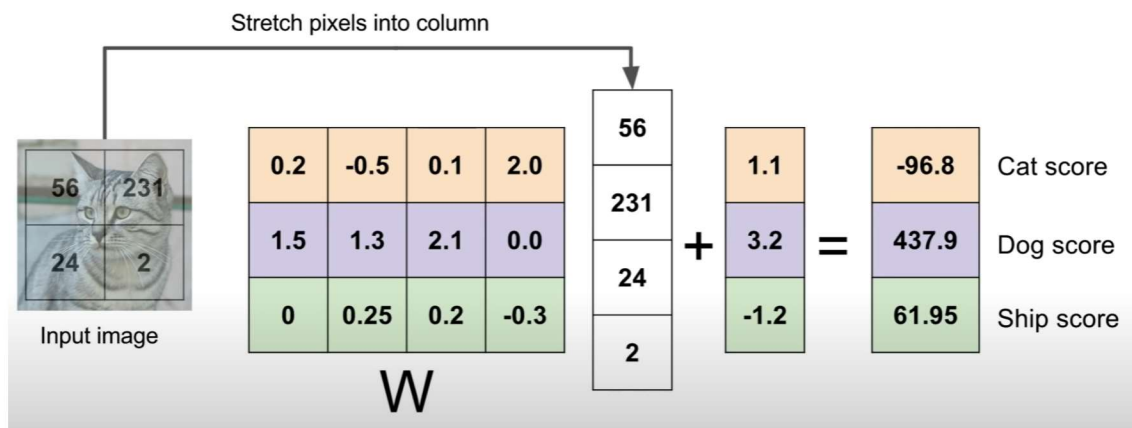 Stretch pixels into column
56 231
24 2
Input image
0.2 -0.5 0.1 2.0
1.5 1.3 2.1 0.0
0 0.25 0.2 -0.3
W
56
231
24
2
+
1.1
3.2
-1.2
=
-96.8 Cat score
437.9 Dog score
61.95 Ship score